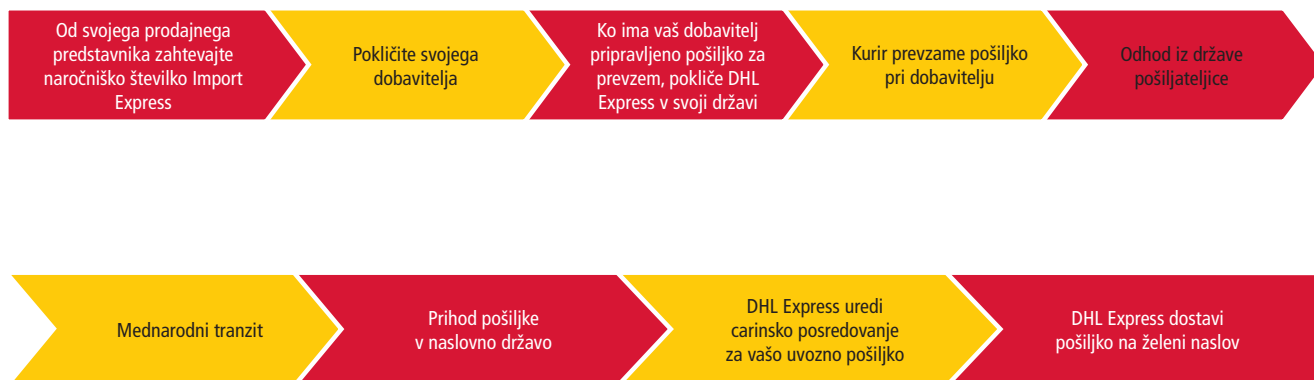 Od svojega prodajnega
predstavnika zahtevajte
naročniško številko Import
Express
Pokličite svojega
dobavitelja
Ko ima vaš dobavitelj
pripravljeno pošiljko za
prevzem, pokliče DHL
Express v svoji državi
Kurir prevzame pošiljko
pri dobavitelju
Odhod iz države
pošiljateljice
Mednarodni tranzit
Prihod pošiljke
v naslovno državo
DHL Express uredi
carinsko posredovanje
za vašo uvozno pošiljko
DHL Express dostavi
pošiljko na želeni naslov